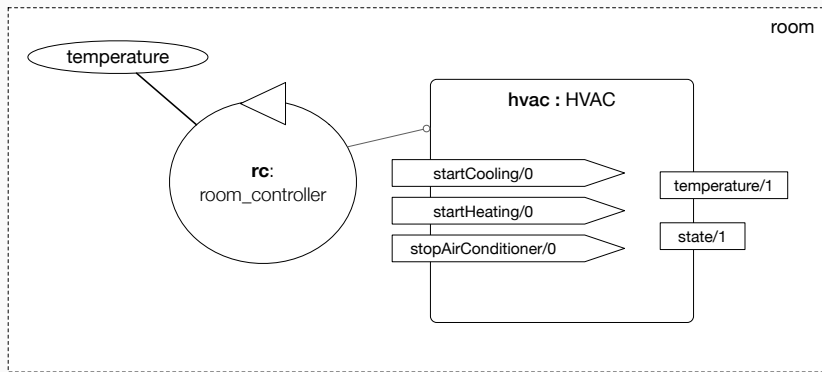 room
temperature
hvac : HVAC
rc:
room_controller
startCooling/0
startHeating/0
stopAirConditioner/0
temperature/1
state/1